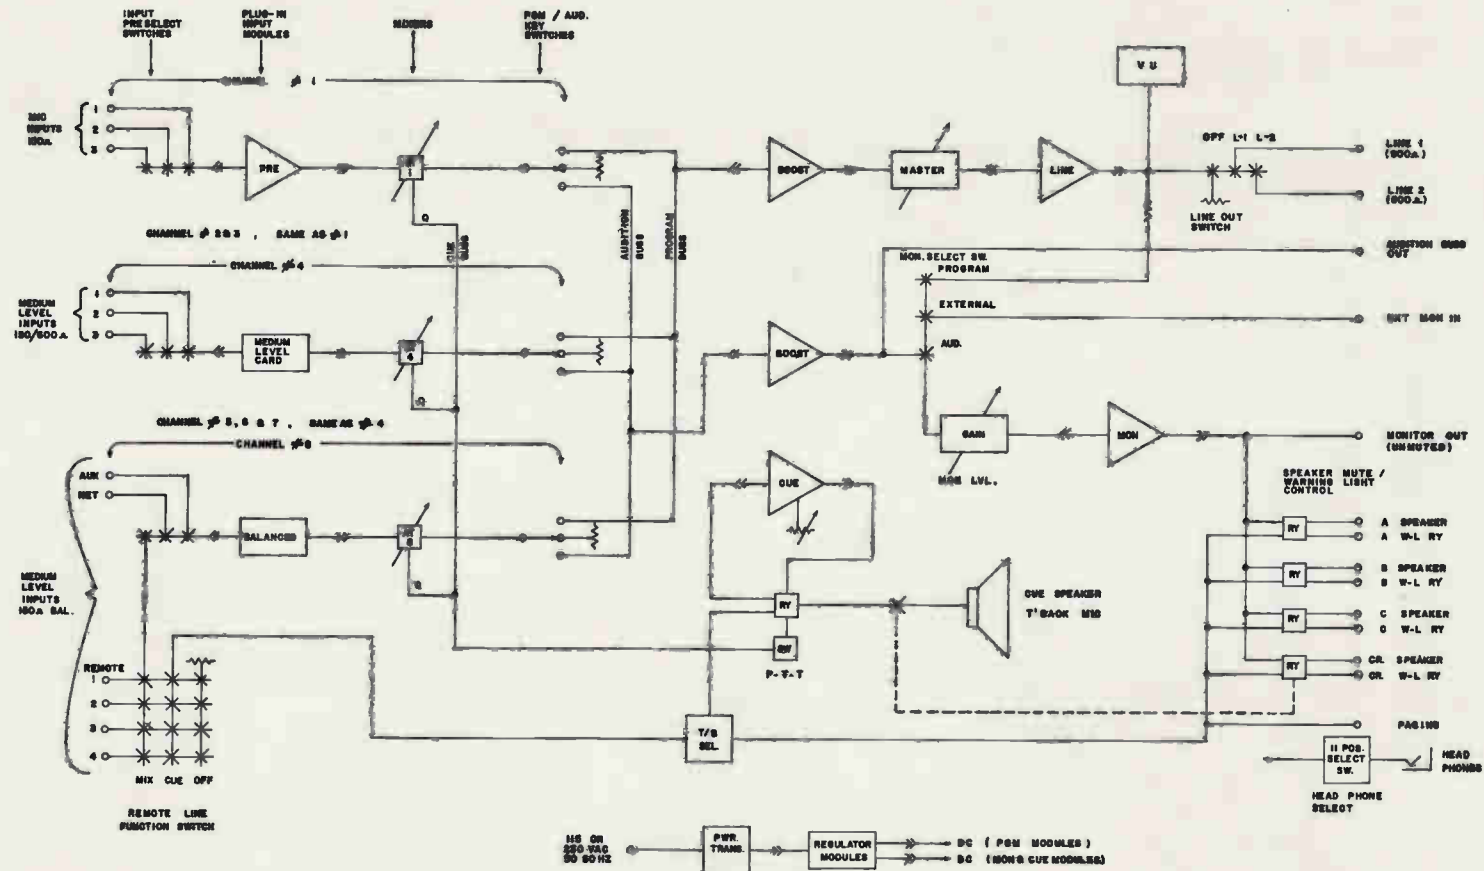 INPUT
PRESELECT
SWITCHES
PLUG-IN
INPUT
MODULES
MIXERS
PGM / AUD.
KEY
SWITCHES
CHANNEL # 1
MIC
INPUTS
150Ω
1
2
3
PRE
1
BOOST
MASTER
LINE
V U
OFF L-1 L-2
LINE OUT
SWITCH
LINE 1
(600Ω)
LINE 2
(600Ω)
CHANNEL # 2 & 3 , SAME AS # 1
CUE
BUSS
AUDITION
BUSS
PROGRAM
BUSS
CHANNEL #4
MEDIUM
LEVEL
INPUTS
150/600Ω
1
2
3
MEDIUM
LEVEL
CARD
4
BOOST
MON. SELECT SW.
PROGRAM
EXTERNAL
AUD.
AUDITION BUSS
OUT
EXT MON IN
CHANNEL # 5, 6 & 7 , SAME AS # 4
CHANNEL #8
AUX
NET
MEDIUM
LEVEL
INPUTS
150Ω BAL.
BALANCED
8
CUE
GAIN
MON LVL.
MON
MONITOR OUT
(UNMUTED)
SPEAKER MUTE /
WARNING LIGHT
CONTROL
RY
A SPEAKER
A W-L RY
RY
B SPEAKER
B W-L RY
RY
C SPEAKER
C W-L RY
RY
CR. SPEAKER
CR. W-L RY
RY
SW
CUE SPEAKER
T'BACK MIC
REMOTE
1
2
3
4
MIX CUE OFF
REMOTE LINE
FUNCTION SWITCH
T/B
SEL.
PAGING
11 POS.
SELECT
SW.
HEAD
PHONES
HEAD PHONE
SELECT
115 OR
230 VAC
50 60 HZ
PWR.
TRANS.
REGULATOR
MODULES
DC ( PGM MODULES )
DC (MON & CUE MODULES)